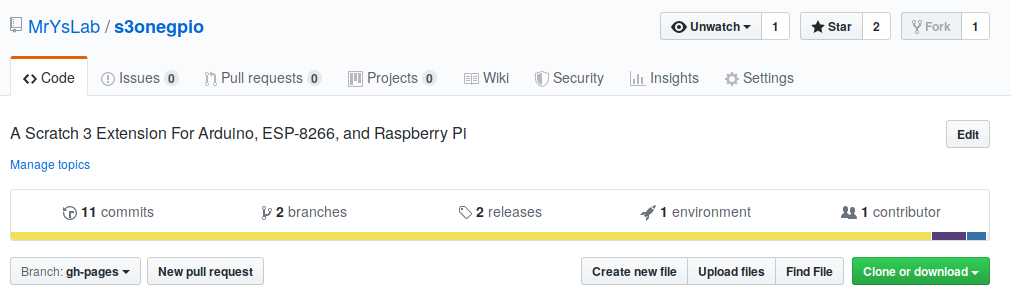 MrYsLab / s3onegpio Unwatch 1 Star 2 Fork 1
Code Issues 0 Pull requests 0 Projects 0 Wiki Security Insights Settings
A Scratch 3 Extension For Arduino, ESP-8266, and Raspberry Pi Edit
Manage topics
11 commits 2 branches 2 releases 1 environment 1 contributor
Branch: gh-pages New pull request Create new file Upload files Find File Clone or download